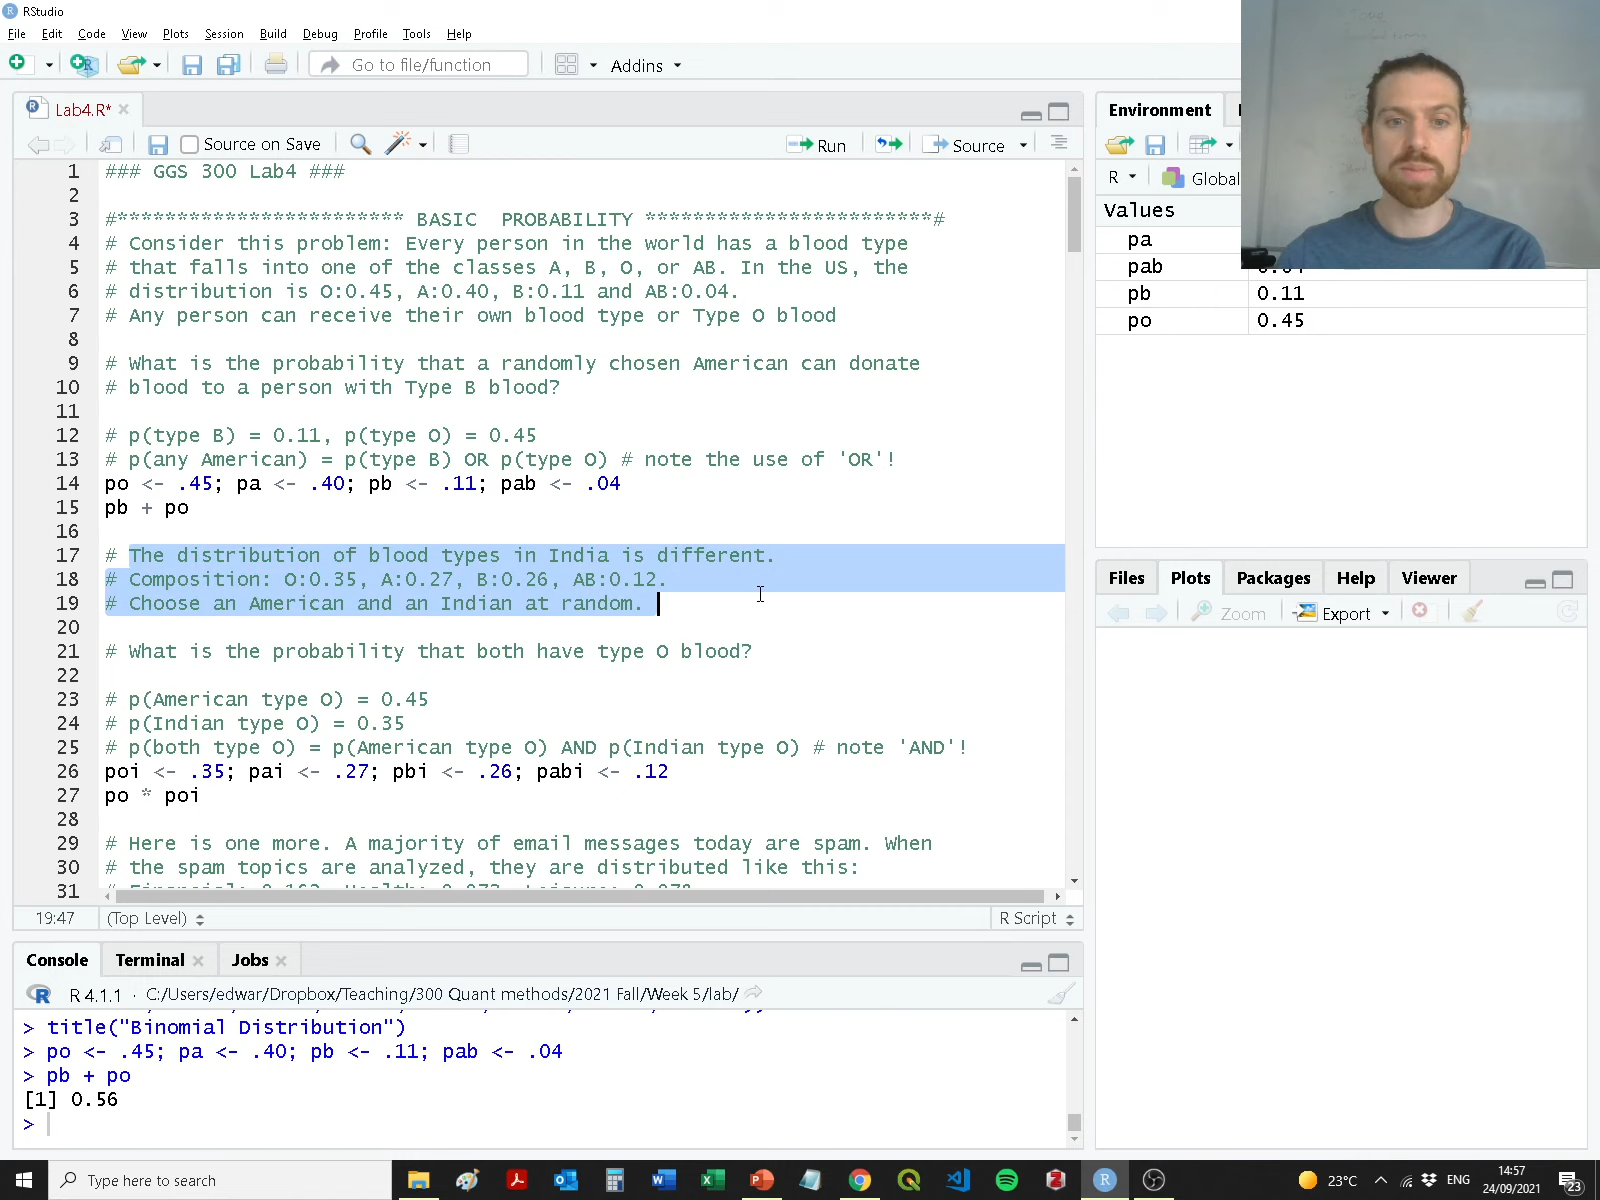 RStudio
File Edit Code View Plots Session Build Debug Profile Tools Help
Go to file/function Addins
Lab4.R*
Source on Save Run Source
1 ### GGS 300 Lab4 ###
2
3 #************************ BASIC  PROBABILITY ************************#
4 # Consider this problem: Every person in the world has a blood type
5 # that falls into one of the classes A, B, O, or AB. In the US, the
6 # distribution is O:0.45, A:0.40, B:0.11 and AB:0.04.
7 # Any person can receive their own blood type or Type O blood
8
9 # What is the probability that a randomly chosen American can donate
10 # blood to a person with Type B blood?
11
12 # p(type B) = 0.11, p(type O) = 0.45
13 # p(any American) = p(type B) OR p(type O) # note the use of 'OR'!
14 po <- .45; pa <- .40; pb <- .11; pab <- .04
15 pb + po
16
17 # The distribution of blood types in India is different.
18 # Composition: O:0.35, A:0.27, B:0.26, AB:0.12.
19 # Choose an American and an Indian at random.
20
21 # What is the probability that both have type O blood?
22
23 # p(American type O) = 0.45
24 # p(Indian type O) = 0.35
25 # p(both type O) = p(American type O) AND p(Indian type O) # note 'AND'!
26 poi <- .35; pai <- .27; pbi <- .26; pabi <- .12
27 po * poi
28
29 # Here is one more. A majority of email messages today are spam. When
30 # the spam topics are analyzed, they are distributed like this:
31
19:47 (Top Level) R Script
Console Terminal Jobs
R 4.1.1 · C:/Users/edwar/Dropbox/Teaching/300 Quant methods/2021 Fall/Week 5/lab/
> title("Binomial Distribution")
> po <- .45; pa <- .40; pb <- .11; pab <- .04
> pb + po
[1] 0.56
>
Environment
R Global
Values
pa
pab
pb 0.11
po 0.45
Files Plots Packages Help Viewer
Zoom Export
Type here to search
23°C ENG 14:57
24/09/2021 23